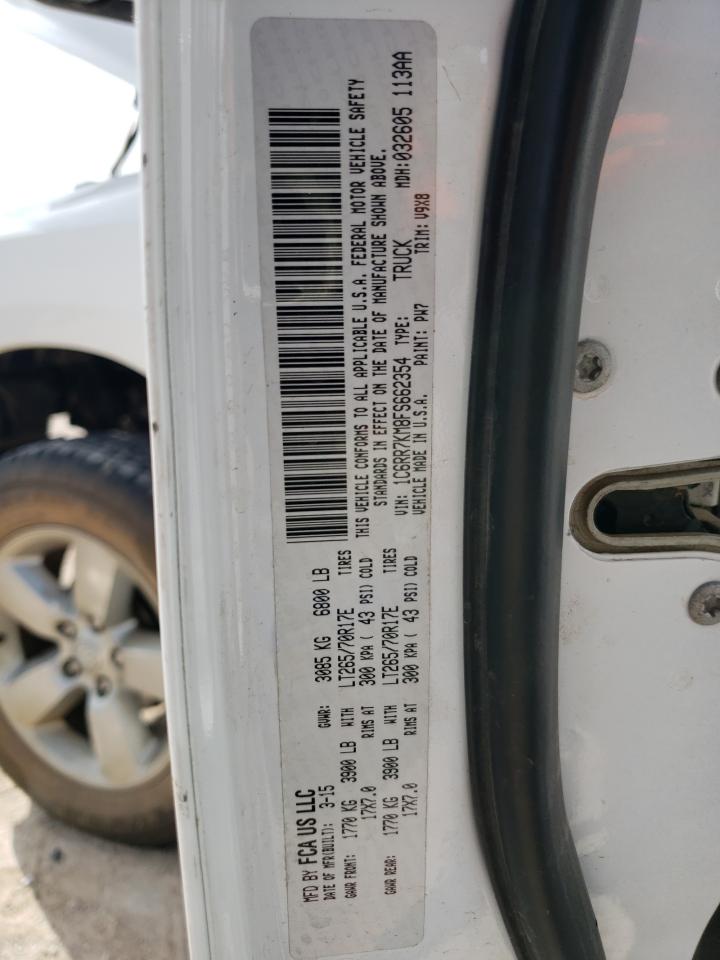 MFD BY FCA US LLC
DATE OF MFR(BUILT): 3-15 GVWR: 3085 KG 6800 LB
GAWR FRONT: 1770 KG 3900 LB WITH LT265/70R17E TIRES
17X7.0 RIMS AT 300 KPA ( 43 PSI) COLD
GAWR REAR: 1770 KG 3900 LB WITH LT265/70R17E TIRES
17X7.0 RIMS AT 300 KPA ( 43 PSI) COLD
THIS VEHICLE CONFORMS TO ALL APPLICABLE U.S.A. FEDERAL MOTOR VEHICLE SAFETY
STANDARDS IN EFFECT ON THE DATE OF MANUFACTURE SHOWN ABOVE.
VIN: 1C6RR7KM8FS662354 TYPE: TRUCK MDH:032605 113AA
VEHICLE MADE IN U.S.A. PAINT: PW7 TRIM: V9X8